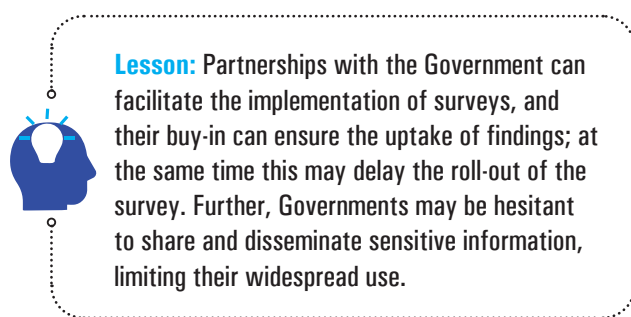 Lesson: Partnerships with the Government can
facilitate the implementation of surveys, and
their buy-in can ensure the uptake of findings; at
the same time this may delay the roll-out of the
survey. Further, Governments may be hesitant
to share and disseminate sensitive information,
limiting their widespread use.